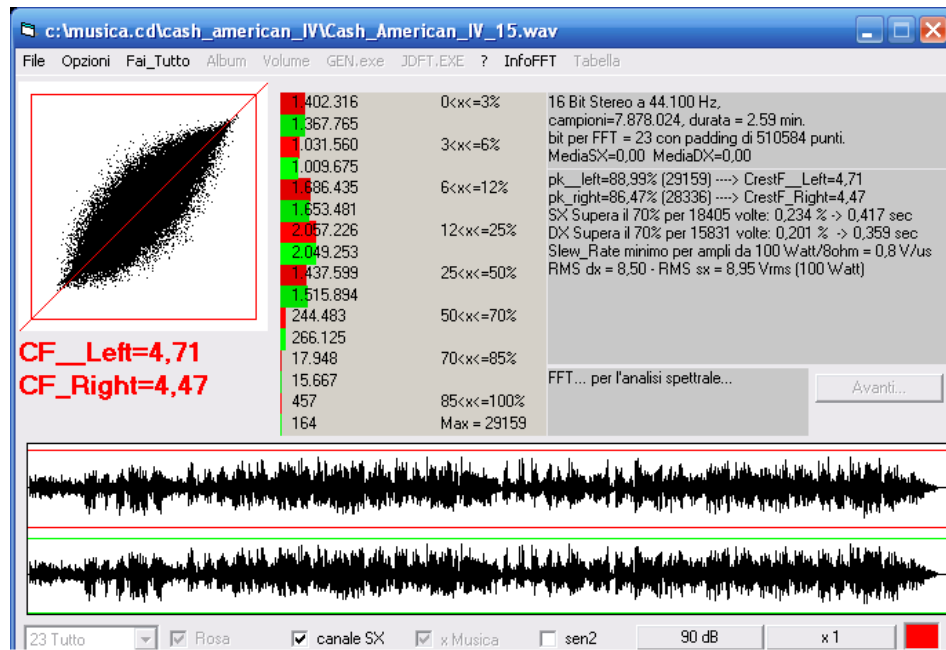 c:\musica.cd\cash_american_IV\Cash_American_IV_15.wav
File Opzioni Fai_Tutto Album Volume GEN.exe JDFT.EXE ? InfoFFT Tabella
1.402.316 0<x<=3%
1.367.765
1.031.560 3<x<=6%
1.009.675
1.686.435 6<x<=12%
1.653.481
2.057.226 12<x<=25%
2.049.253
1.437.599 25<x<=50%
1.515.894
244.483 50<x<=70%
266.125
17.948 70<x<=85%
15.667
457 85<x<=100%
164 Max = 29159
16 Bit Stereo a 44.100 Hz,
campioni=7.878.024, durata = 2.59 min.
bit per FFT = 23 con padding di 510584 punti.
MediaSX=0,00 MediaDX=0,00
pk__left=88,99% (29159) ----> CrestF__Left=4,71
pk_right=86,47% (28336) ----> CrestF_Right=4,47
SX Supera il 70% per 18405 volte: 0,234 % -> 0,417 sec
DX Supera il 70% per 15831 volte: 0,201 % -> 0,359 sec
Slew_Rate minimo per ampli da 100 Watt/8ohm = 0,8 V/us
RMS dx = 8,50 - RMS sx = 8,95 Vrms (100 Watt)
CF__Left=4,71
CF_Right=4,47
FFT... per l'analisi spettrale...
Avanti...
23 Tutto Rosa canale SX x Musica sen2 90 dB x 1